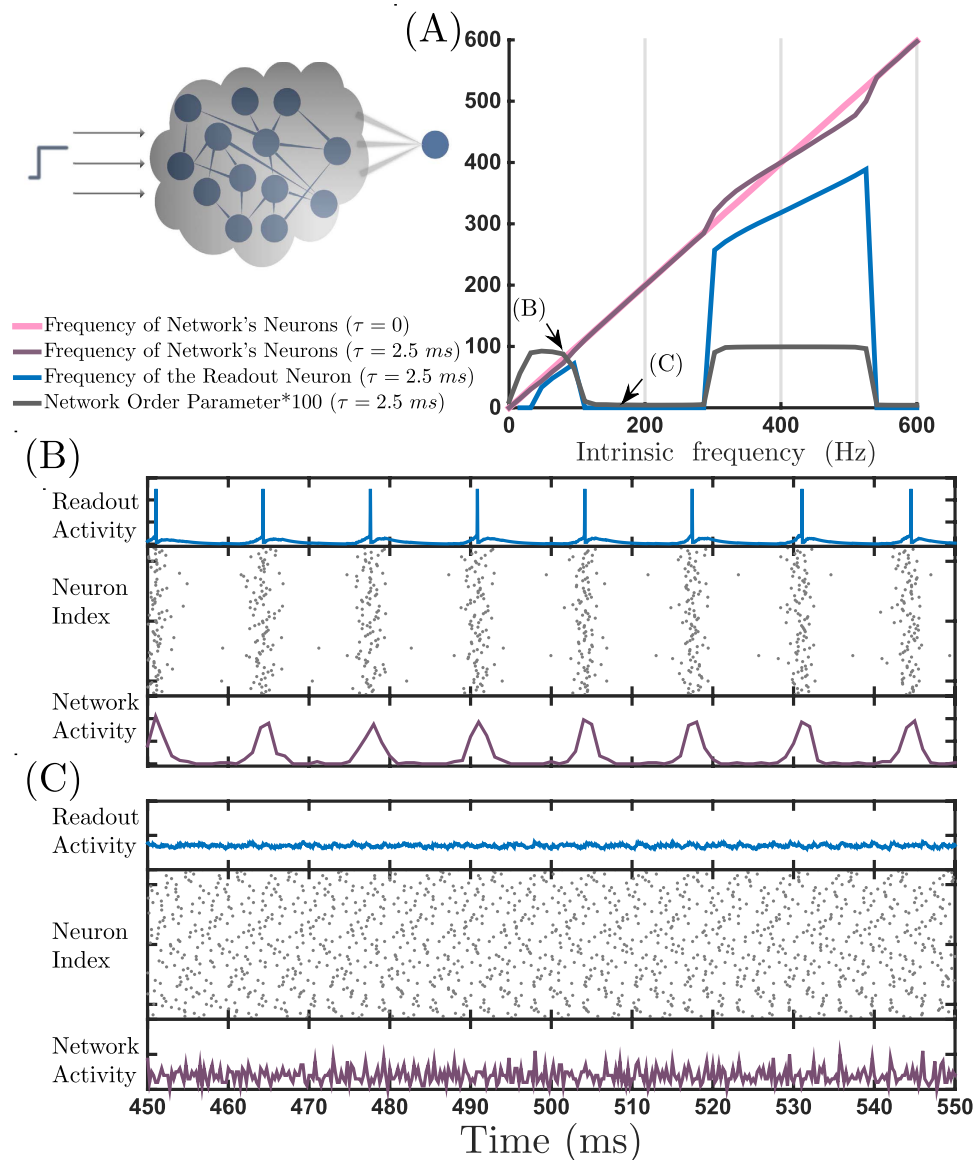 (A)
600
500
400
300
200
100
0
0
200
400
600
Intrinsic frequency (Hz)
(B)
(C)
Frequency of Network's Neurons (τ = 0)
Frequency of Network's Neurons (τ = 2.5 ms)
Frequency of the Readout Neuron (τ = 2.5 ms)
Network Order Parameter*100 (τ = 2.5 ms)
(B)
Readout
Activity
Neuron
Index
Network
Activity
(C)
Readout
Activity
Neuron
Index
Network
Activity
450 460 470 480 490 500 510 520 530 540 550
Time (ms)